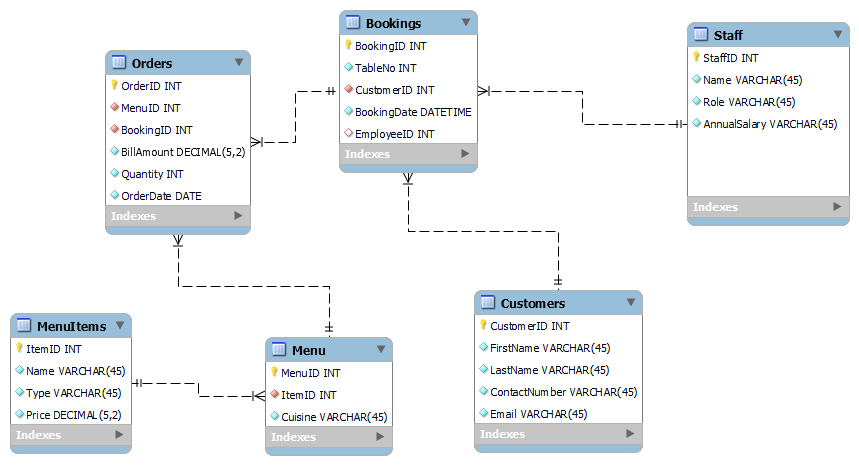 Bookings
BookingID INT
TableNo INT
CustomerID INT
BookingDate DATETIME
EmployeeID INT
Indexes
Staff
StaffID INT
Name VARCHAR(45)
Role VARCHAR(45)
AnnualSalary VARCHAR(45)
Indexes
Orders
OrderID INT
MenuID INT
BookingID INT
BillAmount DECIMAL(5,2)
Quantity INT
OrderDate DATE
Indexes
Customers
CustomerID INT
FirstName VARCHAR(45)
LastName VARCHAR(45)
ContactNumber VARCHAR(45)
Email VARCHAR(45)
Indexes
MenuItems
ItemID INT
Name VARCHAR(45)
Type VARCHAR(45)
Price DECIMAL(5,2)
Indexes
Menu
MenuID INT
ItemID INT
Cuisine VARCHAR(45)
Indexes